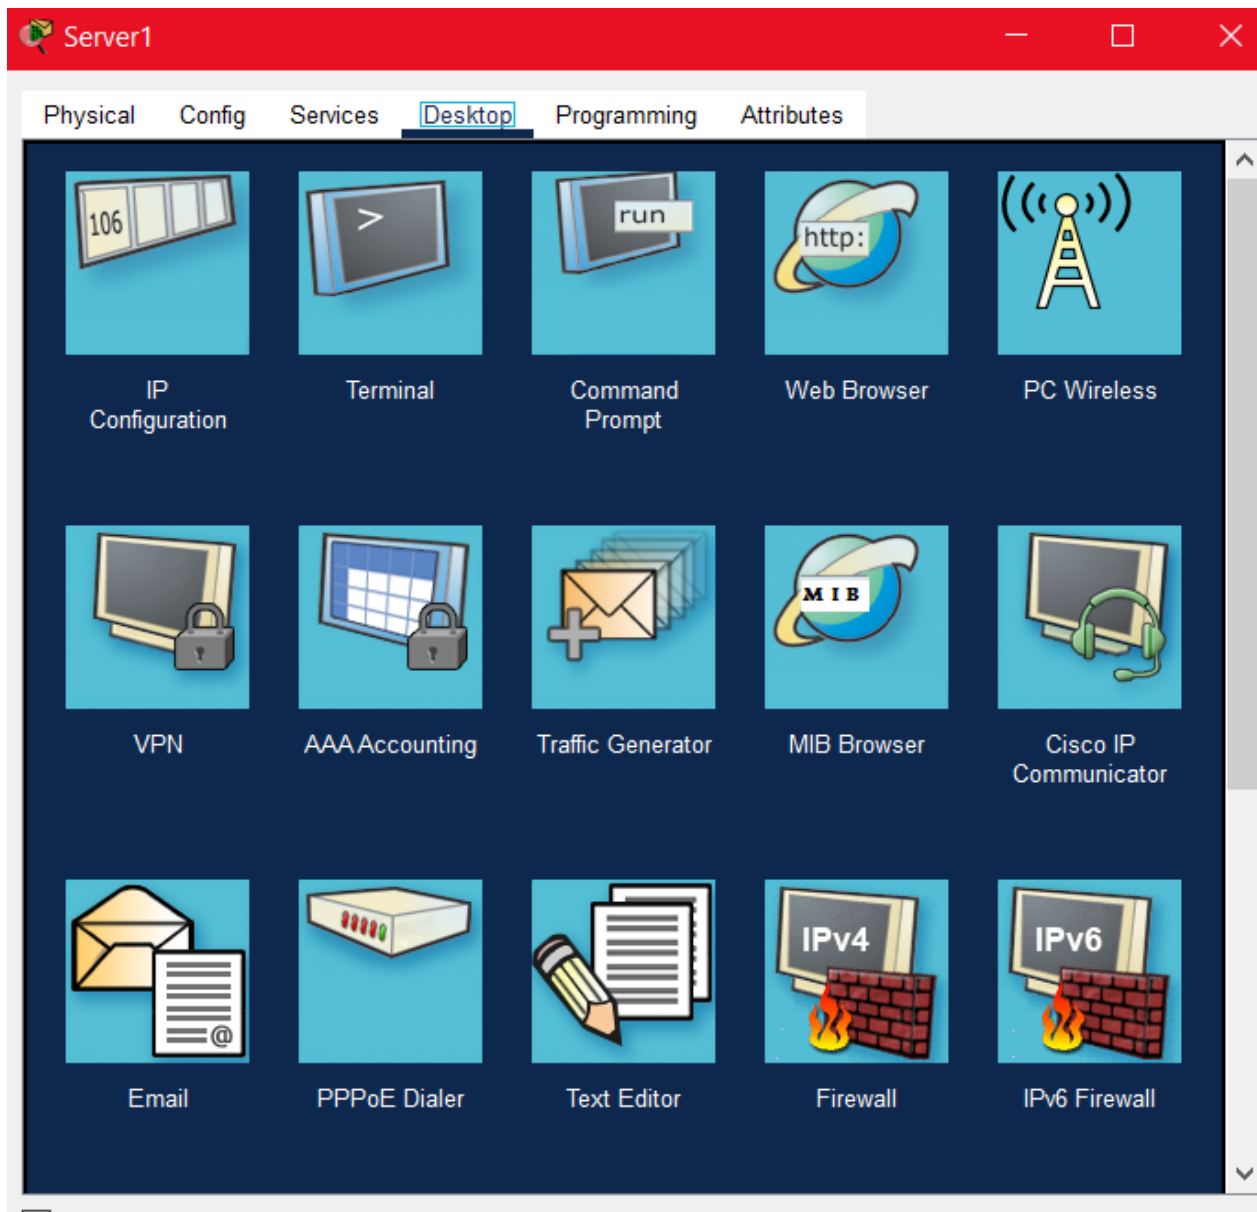 Server1
Physical Config Services Desktop Programming Attributes
106
>
run
http:
IP
Configuration
Terminal
Command
Prompt
Web Browser
PC Wireless
MIB
VPN
AAA Accounting
Traffic Generator
MIB Browser
Cisco IP
Communicator
@
IPv4
IPv6
Email
PPPoE Dialer
Text Editor
Firewall
IPv6 Firewall